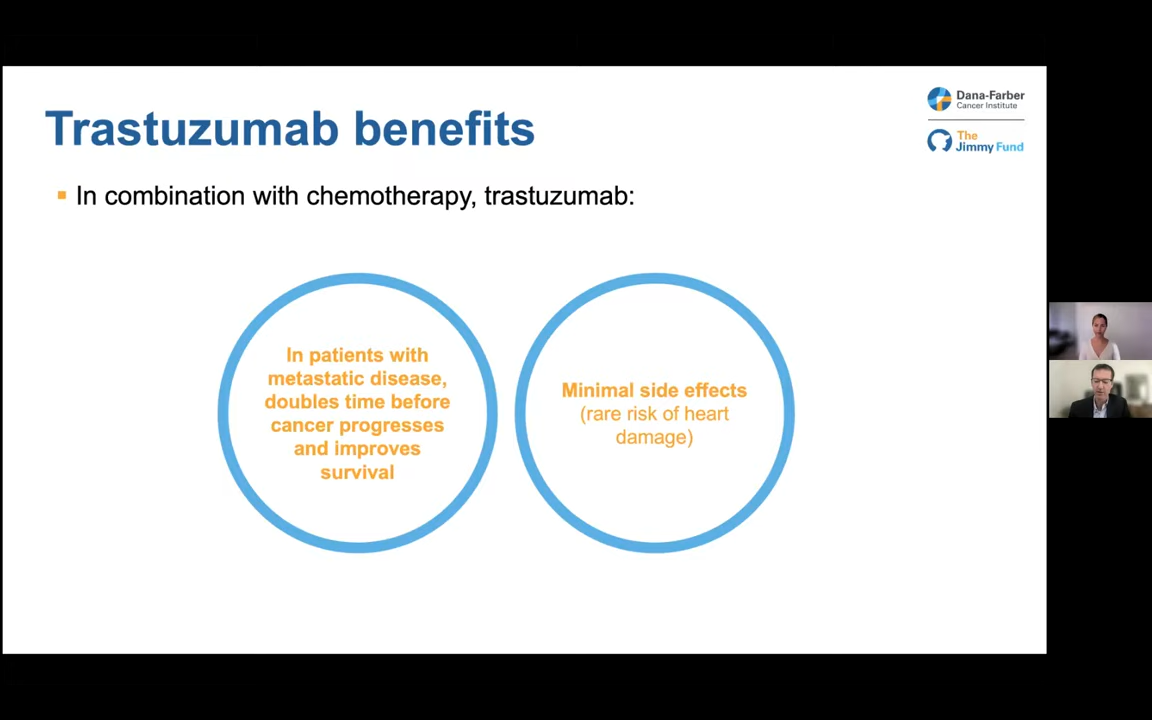 Dana-Farber
Cancer Institute
The
Jimmy Fund
Trastuzumab benefits
In combination with chemotherapy, trastuzumab:
In patients with
metastatic disease,
doubles time before
cancer progresses
and improves
survival
Minimal side effects
(rare risk of heart
damage)